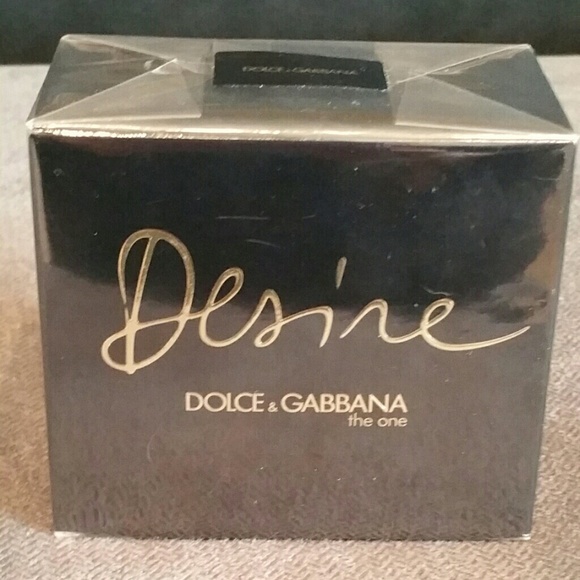 DOLCE & GABBANA
Desire
DOLCE & GABBANA
the one